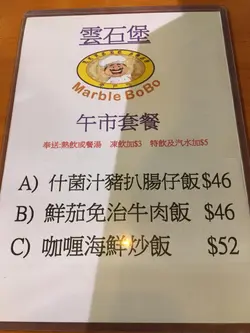 雲石堡
Marble BoBo
午市套餐
奉送:熱飲或餐湯 凍飲加$3 特飲及汽水加$5
A) 什菌汁豬扒腸仔飯 $46
B) 鮮茄免治牛肉飯 $46
C) 咖喱海鮮炒飯 $52